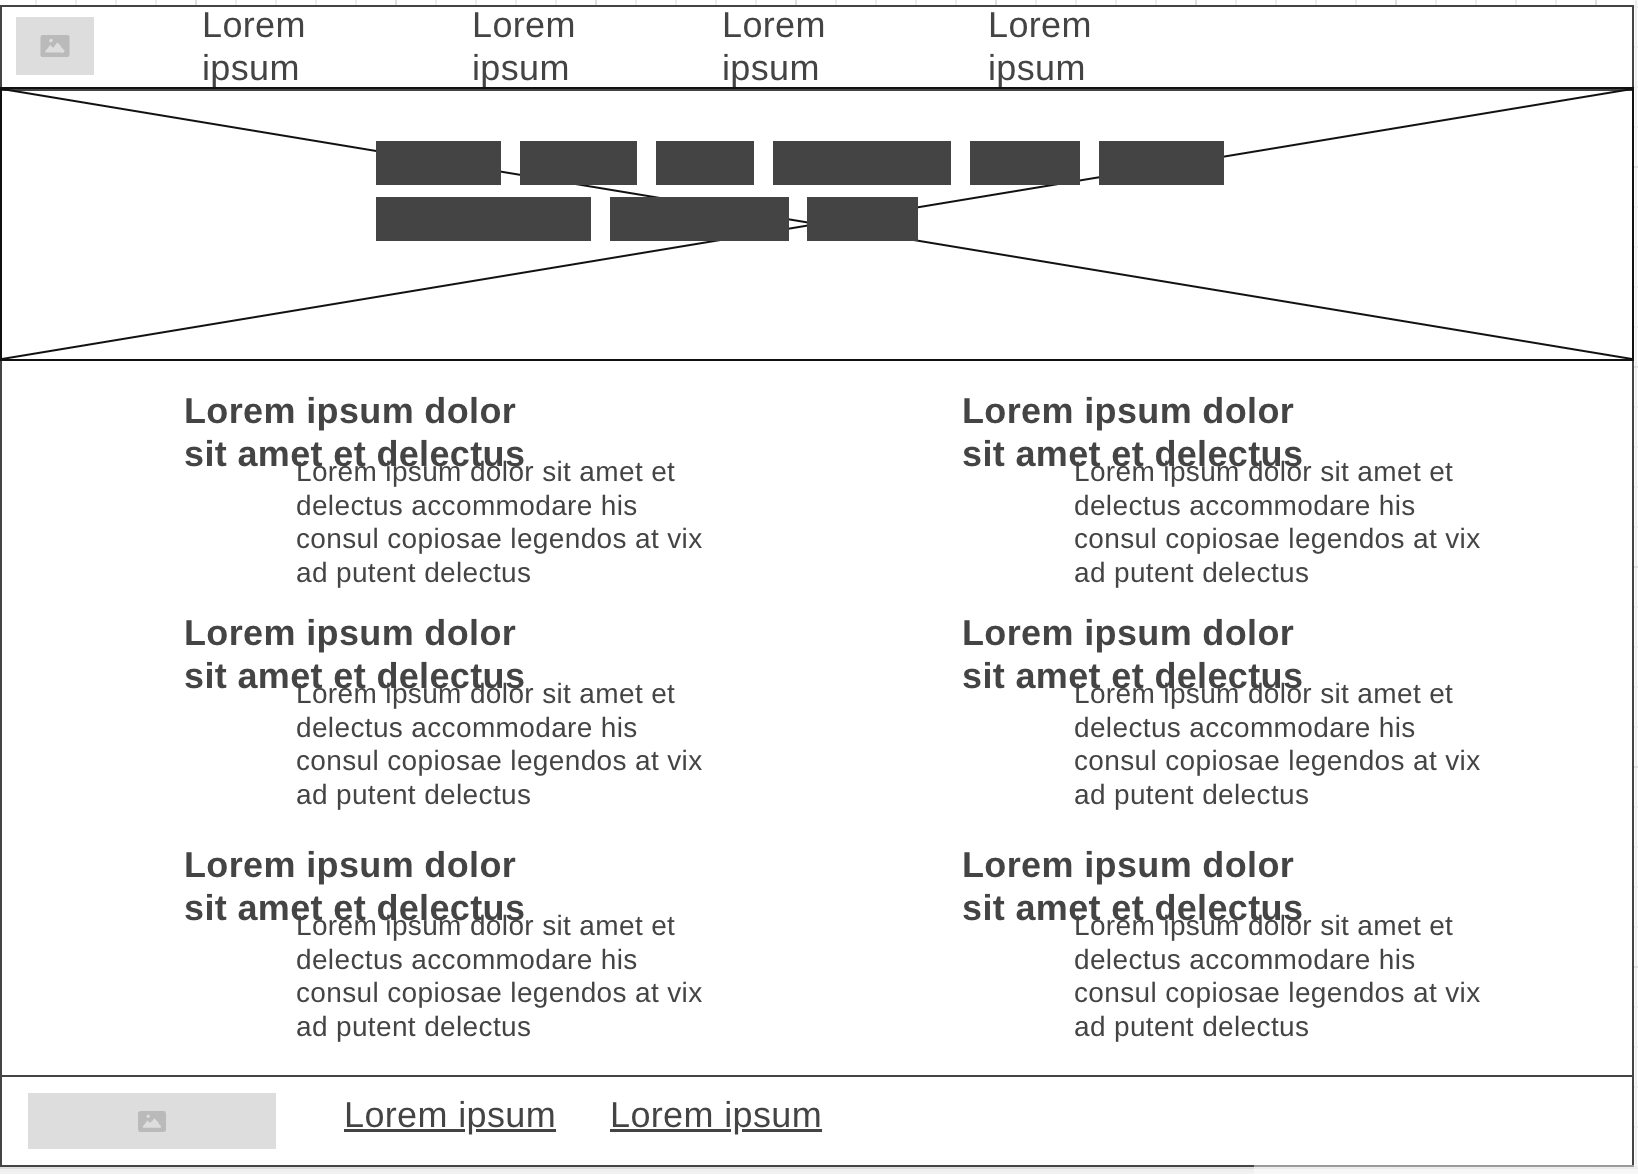 Lorem
ipsum
Lorem
ipsum
Lorem
ipsum
Lorem
ipsum
Lorem ipsum dolor
sit amet et delectus
Lorem ipsum dolor sit amet et
delectus accommodare his
consul copiosae legendos at vix
ad putent delectus
Lorem ipsum dolor
sit amet et delectus
Lorem ipsum dolor sit amet et
delectus accommodare his
consul copiosae legendos at vix
ad putent delectus
Lorem ipsum dolor
sit amet et delectus
Lorem ipsum dolor sit amet et
delectus accommodare his
consul copiosae legendos at vix
ad putent delectus
Lorem ipsum dolor
sit amet et delectus
Lorem ipsum dolor sit amet et
delectus accommodare his
consul copiosae legendos at vix
ad putent delectus
Lorem ipsum dolor
sit amet et delectus
Lorem ipsum dolor sit amet et
delectus accommodare his
consul copiosae legendos at vix
ad putent delectus
Lorem ipsum dolor
sit amet et delectus
Lorem ipsum dolor sit amet et
delectus accommodare his
consul copiosae legendos at vix
ad putent delectus
Lorem ipsum
Lorem ipsum